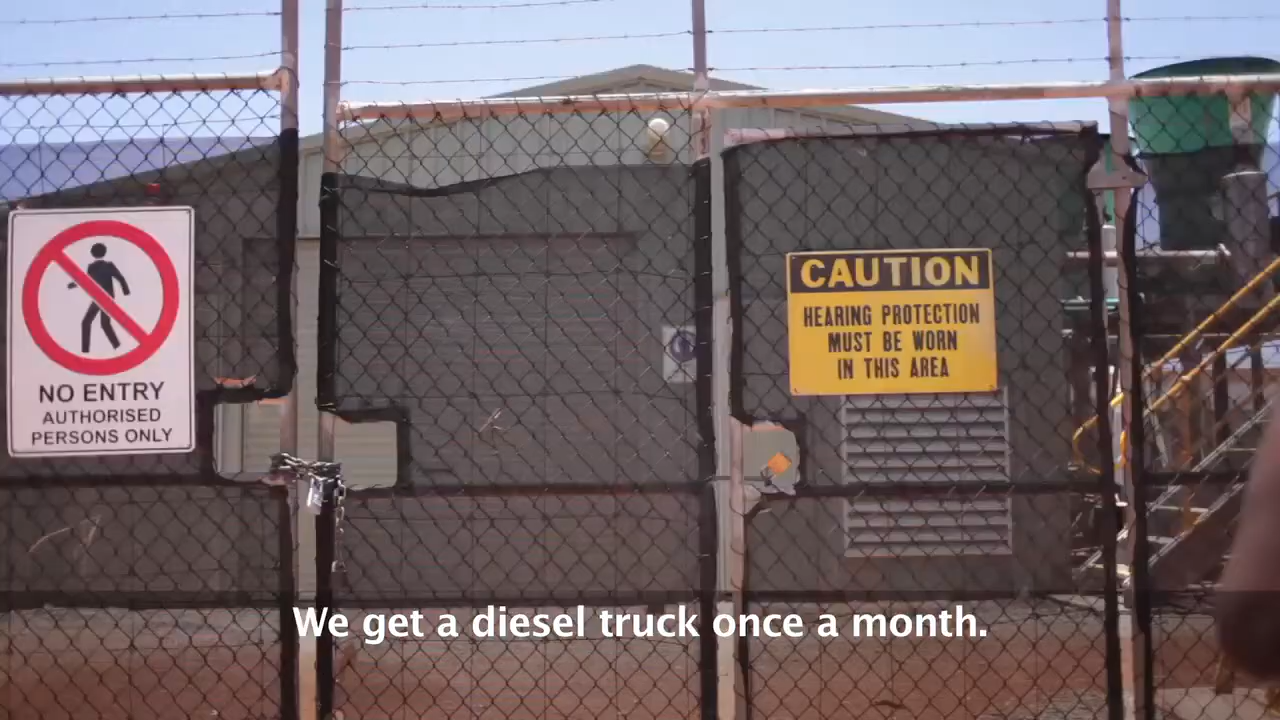 NO ENTRY
AUTHORISED
PERSONS ONLY
CAUTION
HEARING PROTECTION
MUST BE WORN
IN THIS AREA
We get a diesel truck once a month.